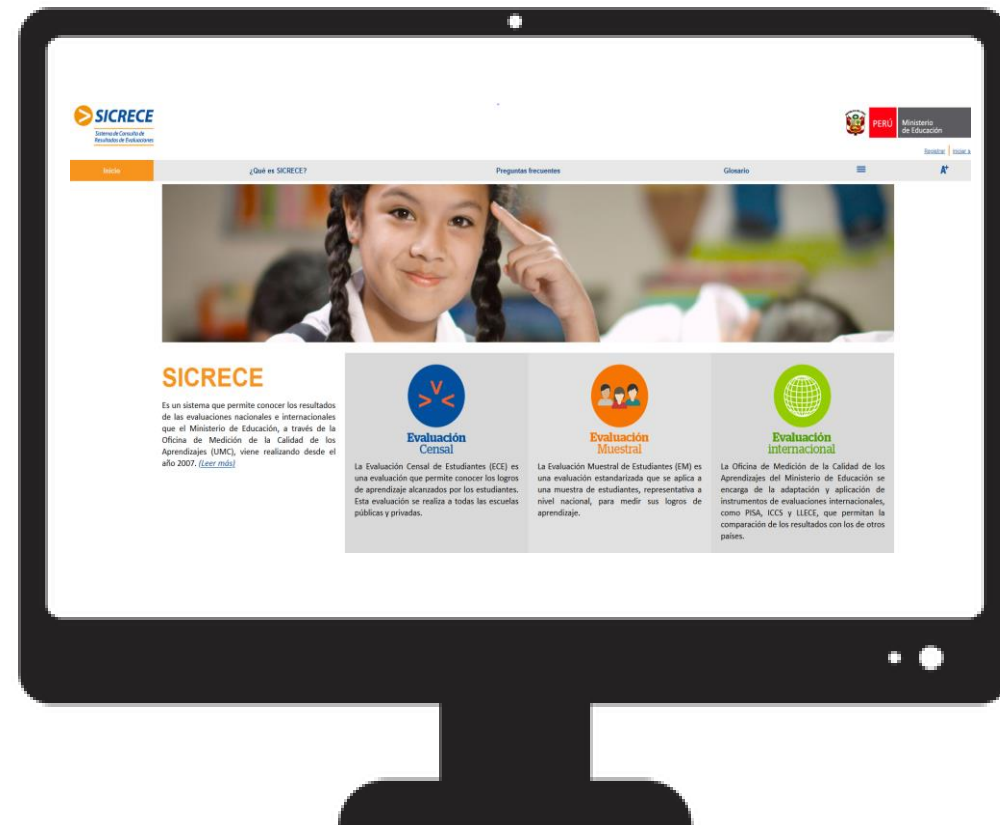 SICRECE
Sistema de Consulta de
Resultados de Evaluaciones
PERÚ
Ministerio
de Educación
Registrar
Iniciar s
Inicio
¿Qué es SICRECE?
Preguntas frecuentes
Glosario
A+
SICRECE
Es un sistema que permite conocer los resultados
de las evaluaciones nacionales e internacionales
que el Ministerio de Educación, a través de la
Oficina de Medición de la Calidad de los
Aprendizajes (UMC), viene realizando desde el
año 2007. (Leer más)
Evaluación
Censal
La Evaluación Censal de Estudiantes (ECE) es
una evaluación que permite conocer los logros
de aprendizaje alcanzados por los estudiantes.
Esta evaluación se realiza a todas las escuelas
públicas y privadas.
Evaluación
Muestral
La Evaluación Muestral de Estudiantes (EM) es
una evaluación estandarizada que se aplica a
una muestra de estudiantes, representativa a
nivel nacional, para medir sus logros de
aprendizaje.
Evaluación
internacional
La Oficina de Medición de la Calidad de los
Aprendizajes del Ministerio de Educación se
encarga de la adaptación y aplicación de
instrumentos de evaluaciones internacionales,
como PISA, ICCS y LLECE, que permitan la
comparación de los resultados con los de otros
países.